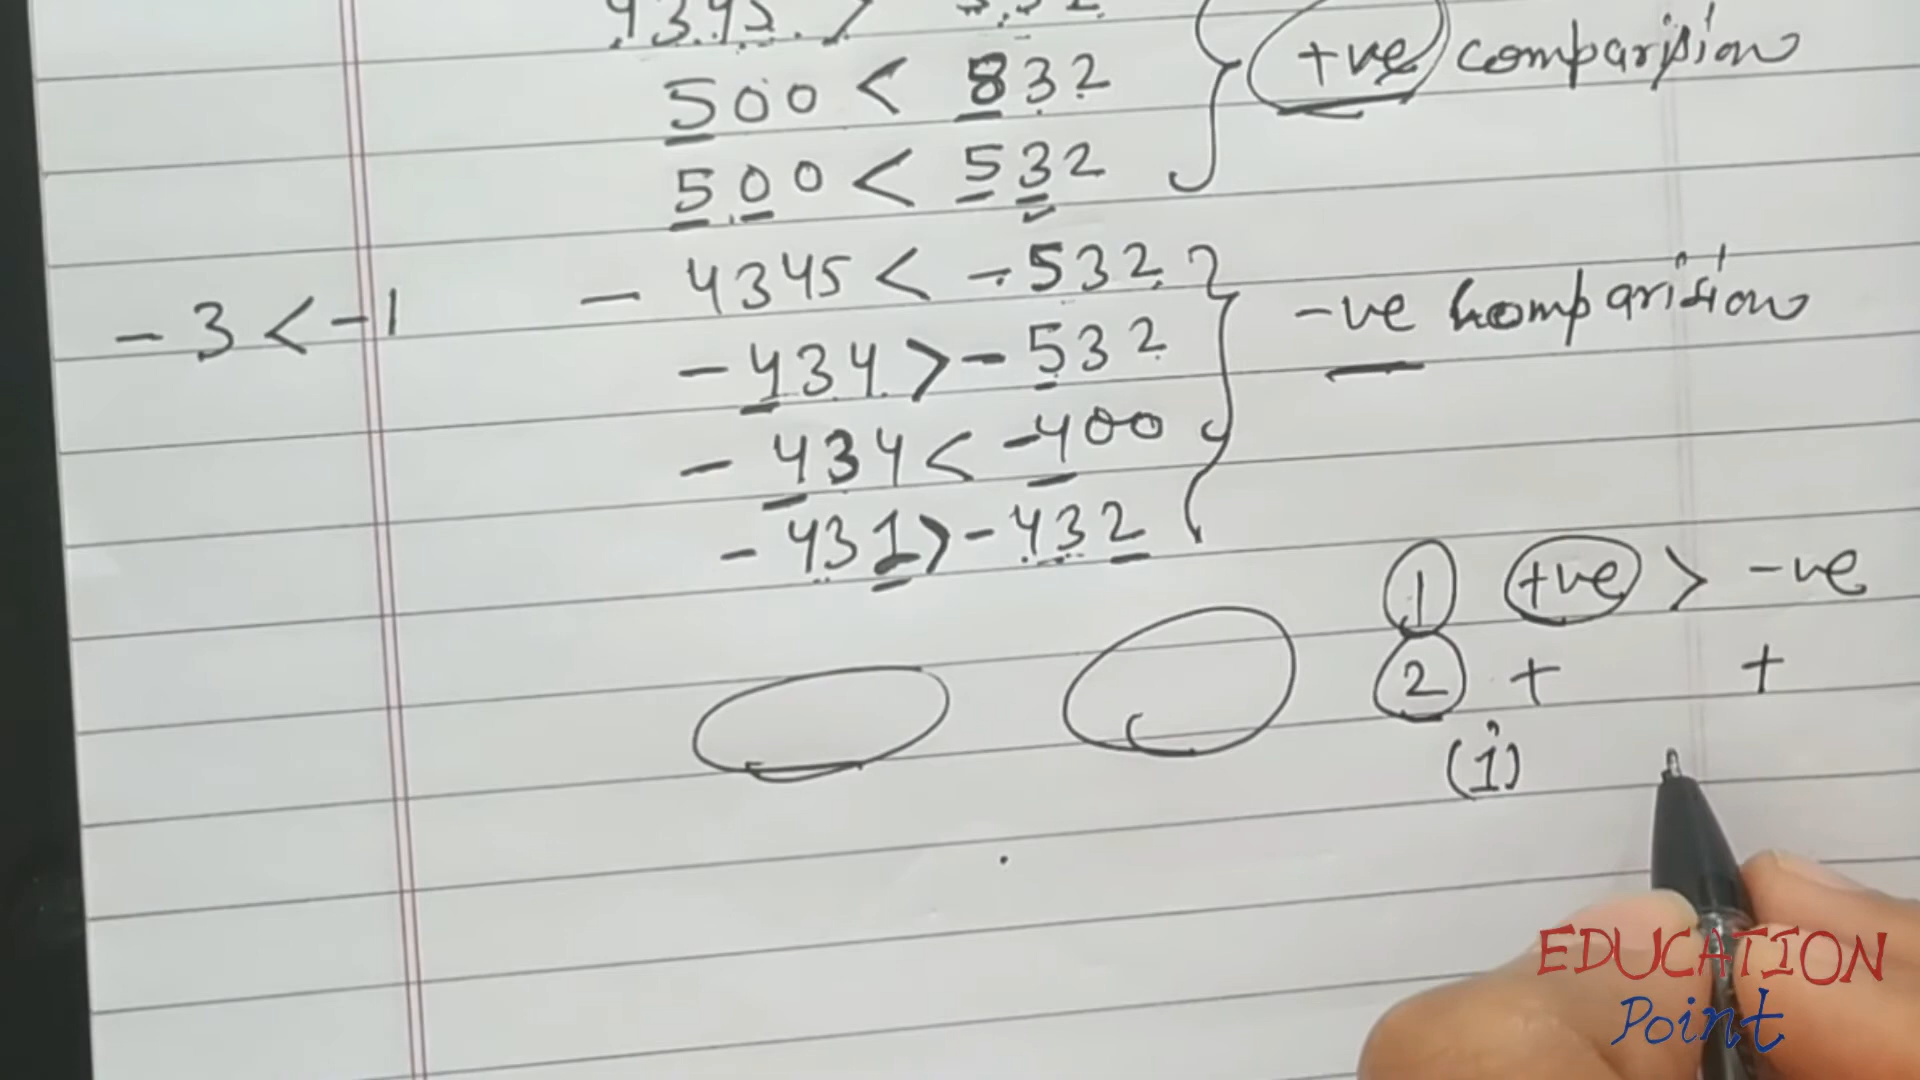 4345 >
500 < 832
+ve comparision
500 < 532
- 4345 < - 532
- 3 < -1
-ve comparision
- 434 > - 532
- 434 < -400
- 431 > - 432
1 +ve > -ve
2 + +
(i)
EDUCATION
Point